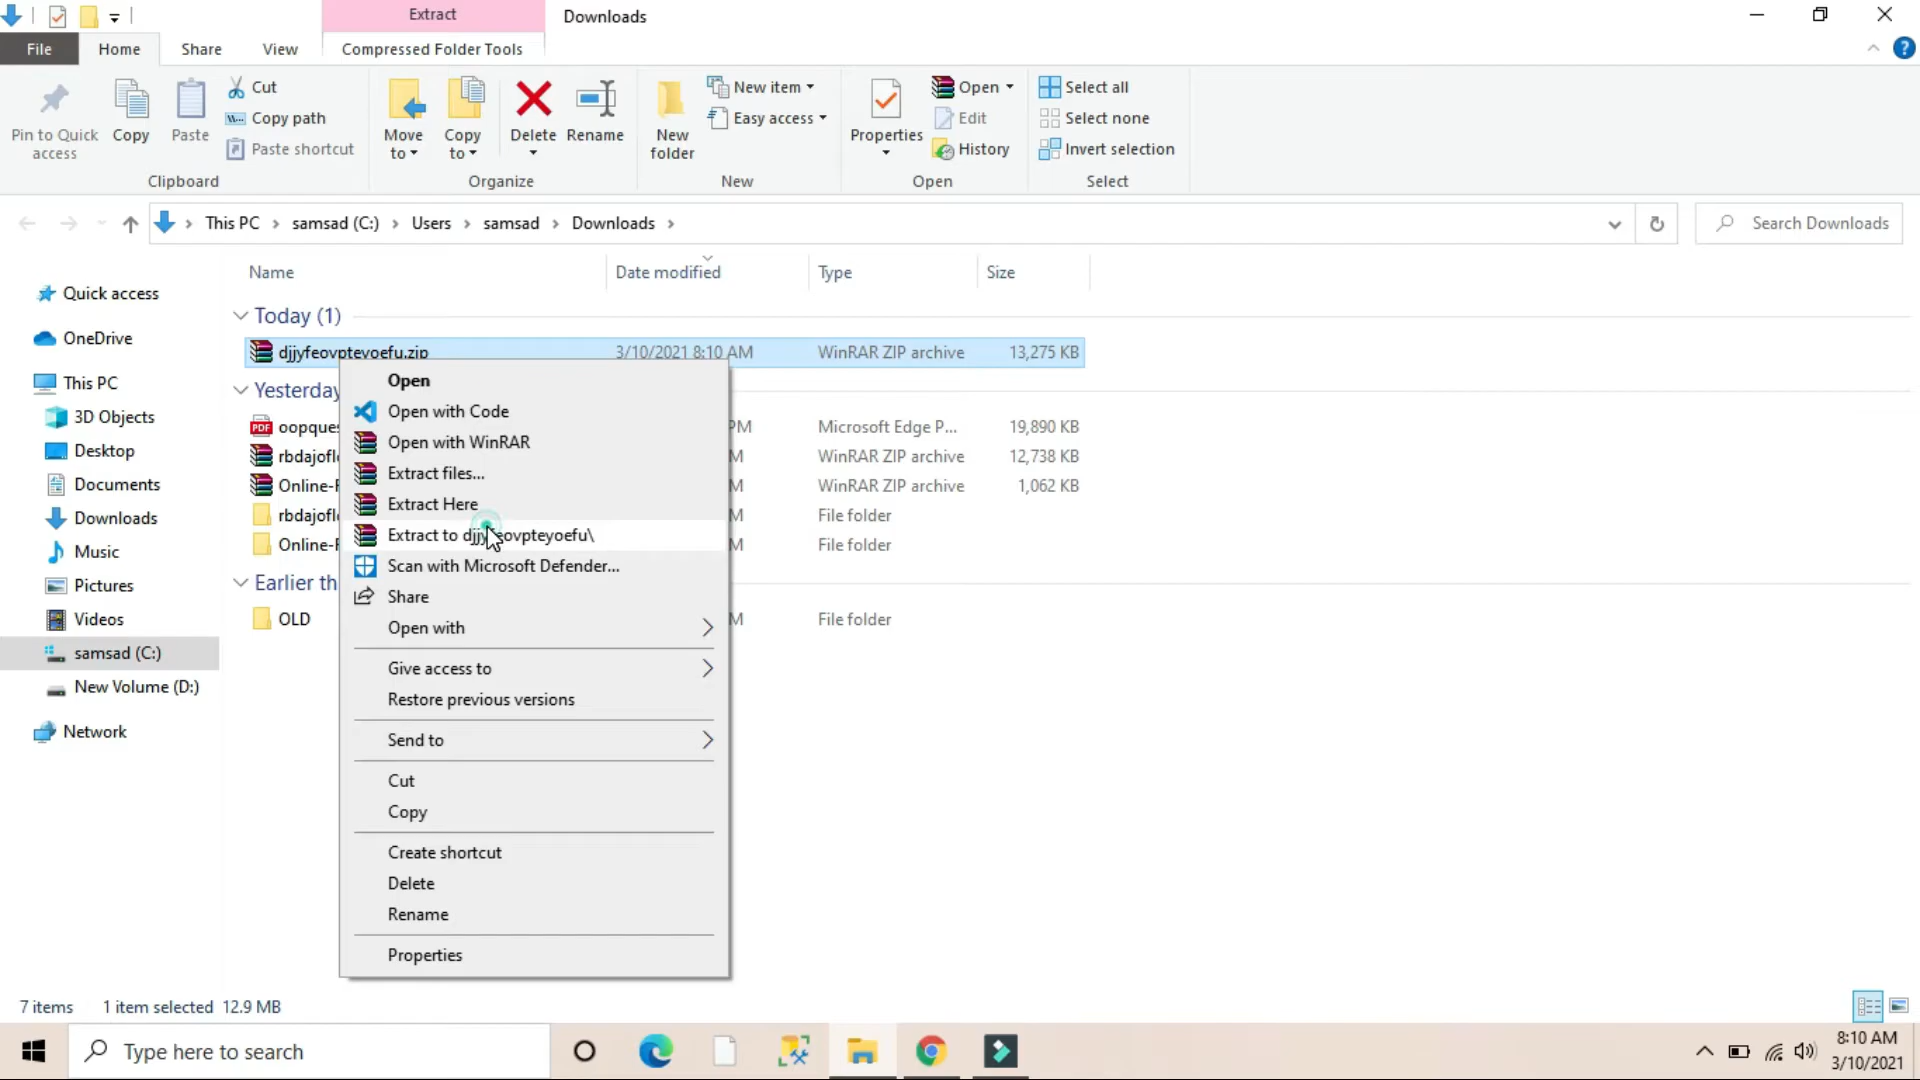 Extract
Downloads
File
Home
Share
View
Compressed Folder Tools
Pin to Quick access
Copy
Paste
Cut
Copy path
Paste shortcut
Clipboard
Move to
Copy to
Delete
Rename
Organize
New folder
New item
Easy access
New
Properties
Open
Edit
History
Open
Select all
Select none
Invert selection
Select
This PC > samsad (C:) > Users > samsad > Downloads >
Search Downloads
Name
Date modified
Type
Size
Quick access
OneDrive
This PC
3D Objects
Desktop
Documents
Downloads
Music
Pictures
Videos
samsad (C:)
New Volume (D:)
Network
Today (1)
djjyfeovpteyoefu.zip 3/10/2021 8:10 AM WinRAR ZIP archive 13,275 KB
Yesterday
PDF
Microsoft Edge P... 19,890 KB
WinRAR ZIP archive 12,738 KB
WinRAR ZIP archive 1,062 KB
File folder
File folder
Earlier
OLD
File folder
Open
Open with Code
Open with WinRAR
Extract files...
Extract Here
Extract to djjyfeovpteyoefu\
Scan with Microsoft Defender...
Share
Open with
Give access to
Restore previous versions
Send to
Cut
Copy
Create shortcut
Delete
Rename
Properties
7 items
1 item selected 12.9 MB
Type here to search
8:10 AM
3/10/2021